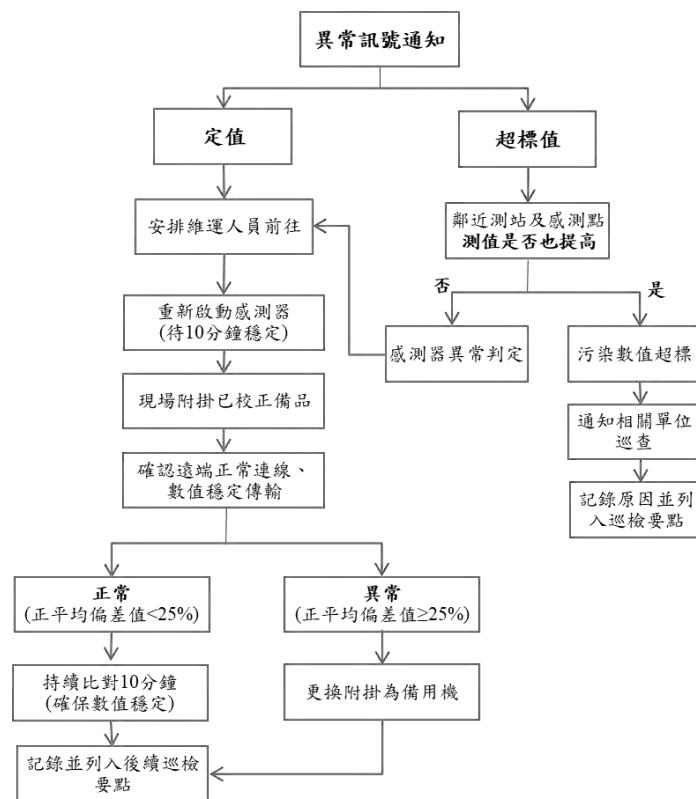 異常訊號通知
定值
超標值
安排維運人員前往
鄰近測站及感測點
測值是否也提高
否
是
重新啟動感測器
(待10分鐘穩定)
感測器異常判定
污染數值超標
現場附掛已校正備品
通知相關單位
巡查
確認遠端正常連線、
數值穩定傳輸
記錄原因並列
入巡檢要點
正常
(正平均偏差值<25%)
異常
(正平均偏差值≥25%)
持續比對10分鐘
(確保數值穩定)
更換附掛為備用機
記錄並列入後續巡檢
要點